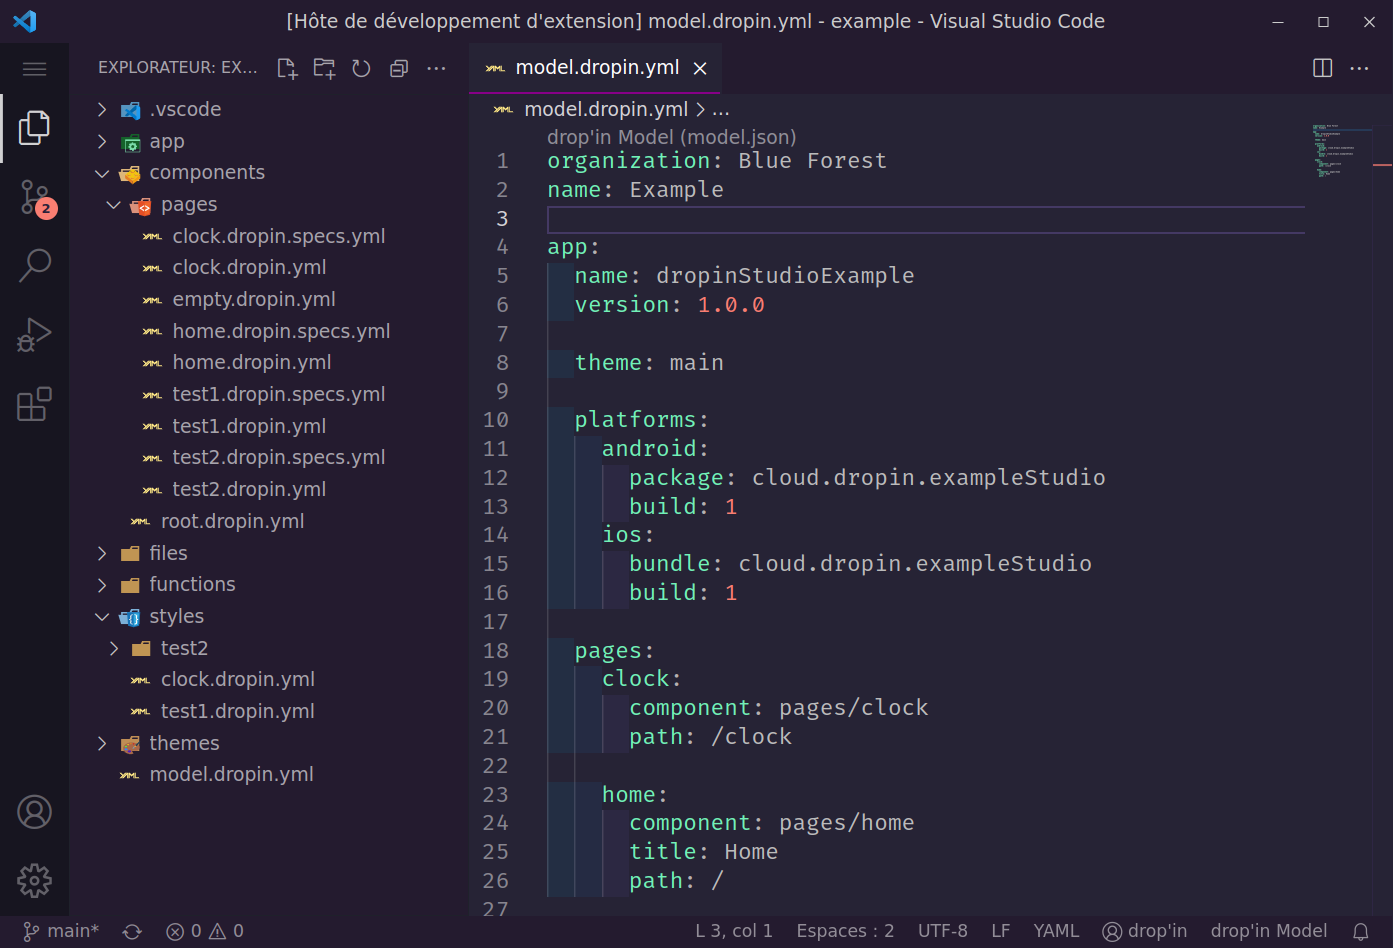 [Hôte de développement d'extension] model.dropin.yml - example - Visual Studio Code
EXPLORATEUR: EX...
.vscode
app
components
pages
clock.dropin.specs.yml
clock.dropin.yml
empty.dropin.yml
home.dropin.specs.yml
home.dropin.yml
test1.dropin.specs.yml
test1.dropin.yml
test2.dropin.specs.yml
test2.dropin.yml
root.dropin.yml
files
functions
styles
test2
clock.dropin.yml
test1.dropin.yml
themes
model.dropin.yml
2
model.dropin.yml
model.dropin.yml > ...
drop'in Model (model.json)
1 organization: Blue Forest
2 name: Example
3
4 app:
5 name: dropinStudioExample
6 version: 1.0.0
7
8 theme: main
9
10 platforms:
11 android:
12 package: cloud.dropin.exampleStudio
13 build: 1
14 ios:
15 bundle: cloud.dropin.exampleStudio
16 build: 1
17
18 pages:
19 clock:
20 component: pages/clock
21 path: /clock
22
23 home:
24 component: pages/home
25 title: Home
26 path: /
27
main* 0 0 L 3, col 1 Espaces : 2 UTF-8 LF YAML drop'in drop'in Model